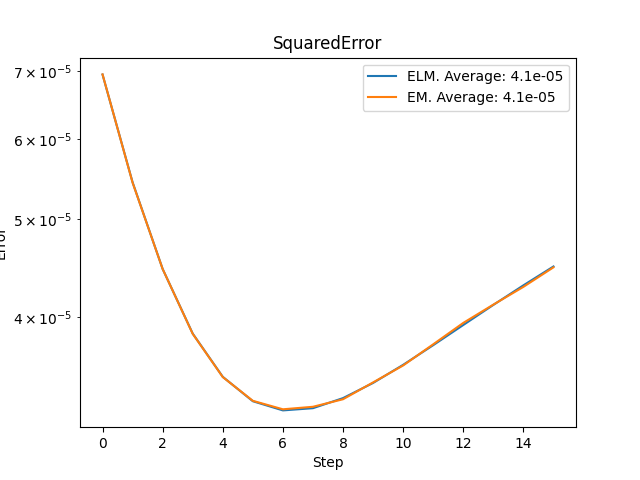 SquaredError
ELM. Average: 4.1e-05
EM. Average: 4.1e-05
7 × 10⁻⁵
6 × 10⁻⁵
5 × 10⁻⁵
4 × 10⁻⁵
Error
0 2 4 6 8 10 12 14
Step